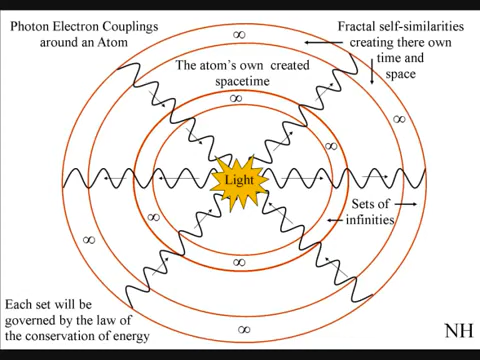 Photon Electron Couplings
around an Atom
Fractal self-similarities
creating there own
time and
space
∞
The atom's own created
spacetime
∞
∞
∞
Light
Sets of
infinities
∞
∞
∞
Each set will be
governed by the law of
the conservation of energy
∞
NH